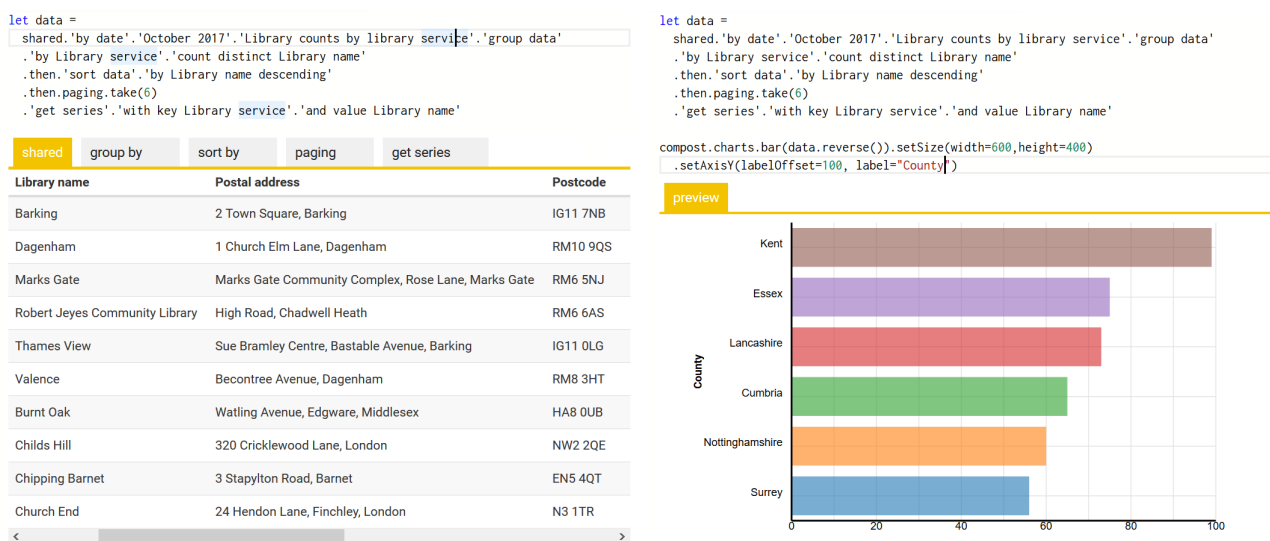 let data =
shared.'by date'.'October 2017'.'Library counts by library service'.'group data'
.'by Library service'.'count distinct Library name'
.then.'sort data'.'by Library name descending'
.then.paging.take(6)
.'get series'.'with key Library service'.'and value Library name'
shared group by sort by paging get series
Library name Postal address Postcode
Barking 2 Town Square, Barking IG11 7NB
Dagenham 1 Church Elm Lane, Dagenham RM10 9QS
Marks Gate Marks Gate Community Complex, Rose Lane, Marks Gate RM6 5NJ
Robert Jeyes Community Library High Road, Chadwell Heath RM6 6AS
Thames View Sue Bramley Centre, Bastable Avenue, Barking IG11 0LG
Valence Becontree Avenue, Dagenham RM8 3HT
Burnt Oak Watling Avenue, Edgware, Middlesex HA8 0UB
Childs Hill 320 Cricklewood Lane, London NW2 2QE
Chipping Barnet 3 Stapylton Road, Barnet EN5 4QT
Church End 24 Hendon Lane, Finchley, London N3 1TR
let data =
shared.'by date'.'October 2017'.'Library counts by library service'.'group data'
.'by Library service'.'count distinct Library name'
.then.'sort data'.'by Library name descending'
.then.paging.take(6)
.'get series'.'with key Library service'.'and value Library name'
compost.charts.bar(data.reverse()).setSize(width=600,height=400)
.setAxisY(labelOffset=100, label="County")
preview
Kent
Essex
Lancashire
County
Cumbria
Nottinghamshire
Surrey
0 20 40 60 80 100